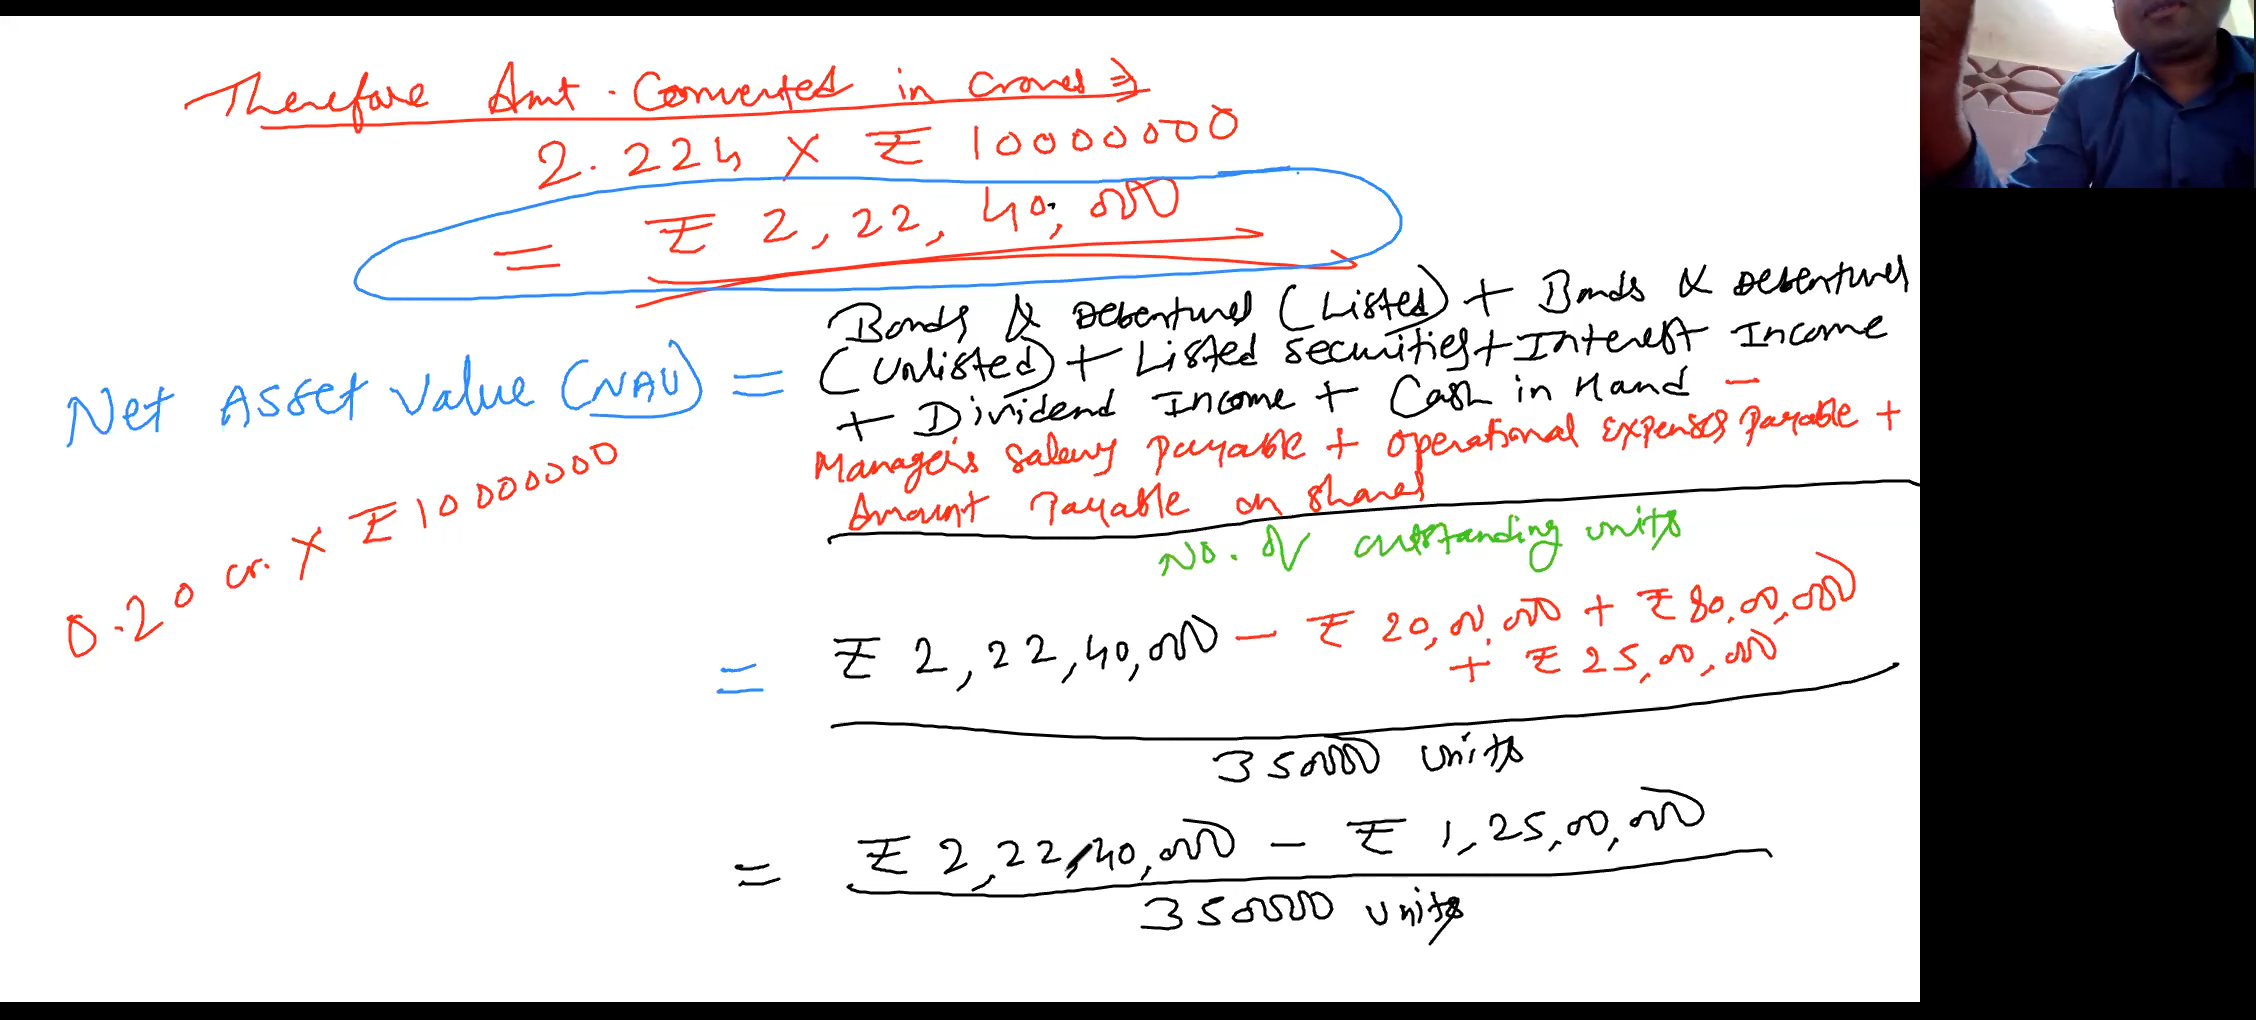 Therefore Amt. Converted in Crores ⇒
2.224 × ₹ 10000000
= ₹ 2,22,40,000
Net Asset Value (NAV) =
Bonds & Debentures (Listed) + Bonds & Debentures
(Unlisted) + Listed securities + Interest Income
+ Dividend Income + Cash in Hand −
Manager's Salary payable + Operational Expenses Payable +
Amount Payable on shares
No. of outstanding units
0.20 cr. × ₹ 10000000
= ₹ 2,22,40,000 − ₹ 20,00,000 + ₹ 80,00,000
+ ₹ 25,00,000
350000 units
= ₹ 2,22,40,000 − ₹ 1,25,00,000
350000 units